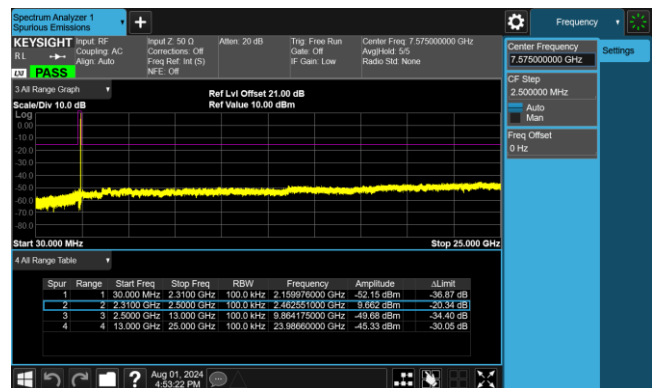 Spectrum Analyzer 1
Spurious Emissions
Frequency
KEYSIGHT
Input: RF
Input Z: 50 Ω
Atten: 20 dB
Trig: Free Run
Center Freq: 7.575000000 GHz
R L
Coupling: AC
Corrections: Off
Gate: Off
Avg|Hold: 5/5
Align: Auto
Freq Ref: Int (S)
IF Gain: Low
Radio Std: None
LXI
PASS
NFE: Off
Center Frequency
7.575000000 GHz
Settings
CF Step
2.500000 MHz
Auto
Man
Freq Offset
0 Hz
3 All Range Graph
Ref Lvl Offset 21.00 dB
Scale/Div 10.0 dB
Ref Value 10.00 dBm
Log
0.00
-10.0
-20.0
-30.0
-40.0
-50.0
-60.0
-70.0
-80.0
Start 30.000 MHz
Stop 25.000 GHz
4 All Range Table
Spur Range Start Freq Stop Freq RBW Frequency Amplitude ΔLimit
1 1 30.000 MHz 2.3100 GHz 100.0 kHz 2.159976000 GHz -52.15 dBm -36.87 dB
2 2 2.3100 GHz 2.5000 GHz 100.0 kHz 2.462551000 GHz 9.662 dBm -20.34 dB
3 3 2.5000 GHz 13.000 GHz 100.0 kHz 9.864175000 GHz -49.68 dBm -34.40 dB
4 4 13.000 GHz 25.000 GHz 100.0 kHz 23.98660000 GHz -45.33 dBm -30.05 dB
Aug 01, 2024
4:53:22 PM